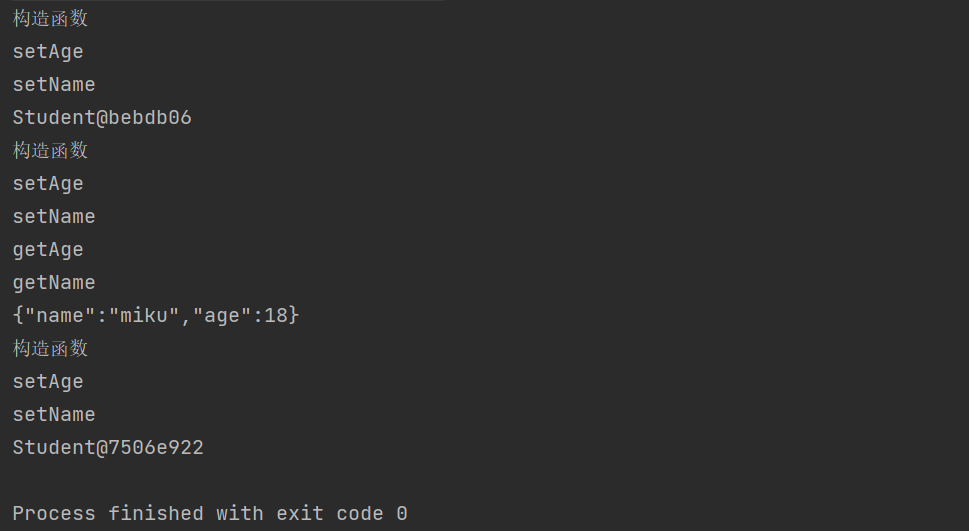 构造函数
setAge
setName
Student@bebdb06
构造函数
setAge
setName
getAge
getName
{"name":"miku","age":18}
构造函数
setAge
setName
Student@7506e922
Process finished with exit code 0